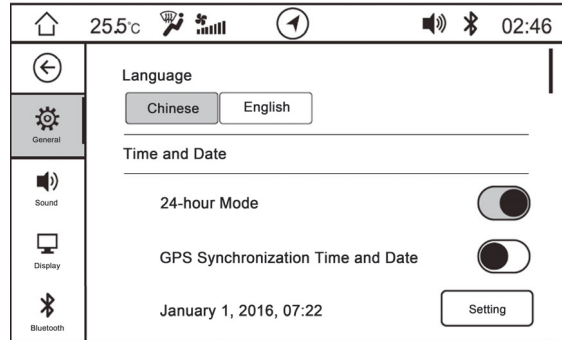 25.5°c
02:46
Language
Chinese English
General
Time and Date
Sound
24-hour Mode
Display
GPS Synchronization Time and Date
Bluetooth
January 1, 2016, 07:22
Setting